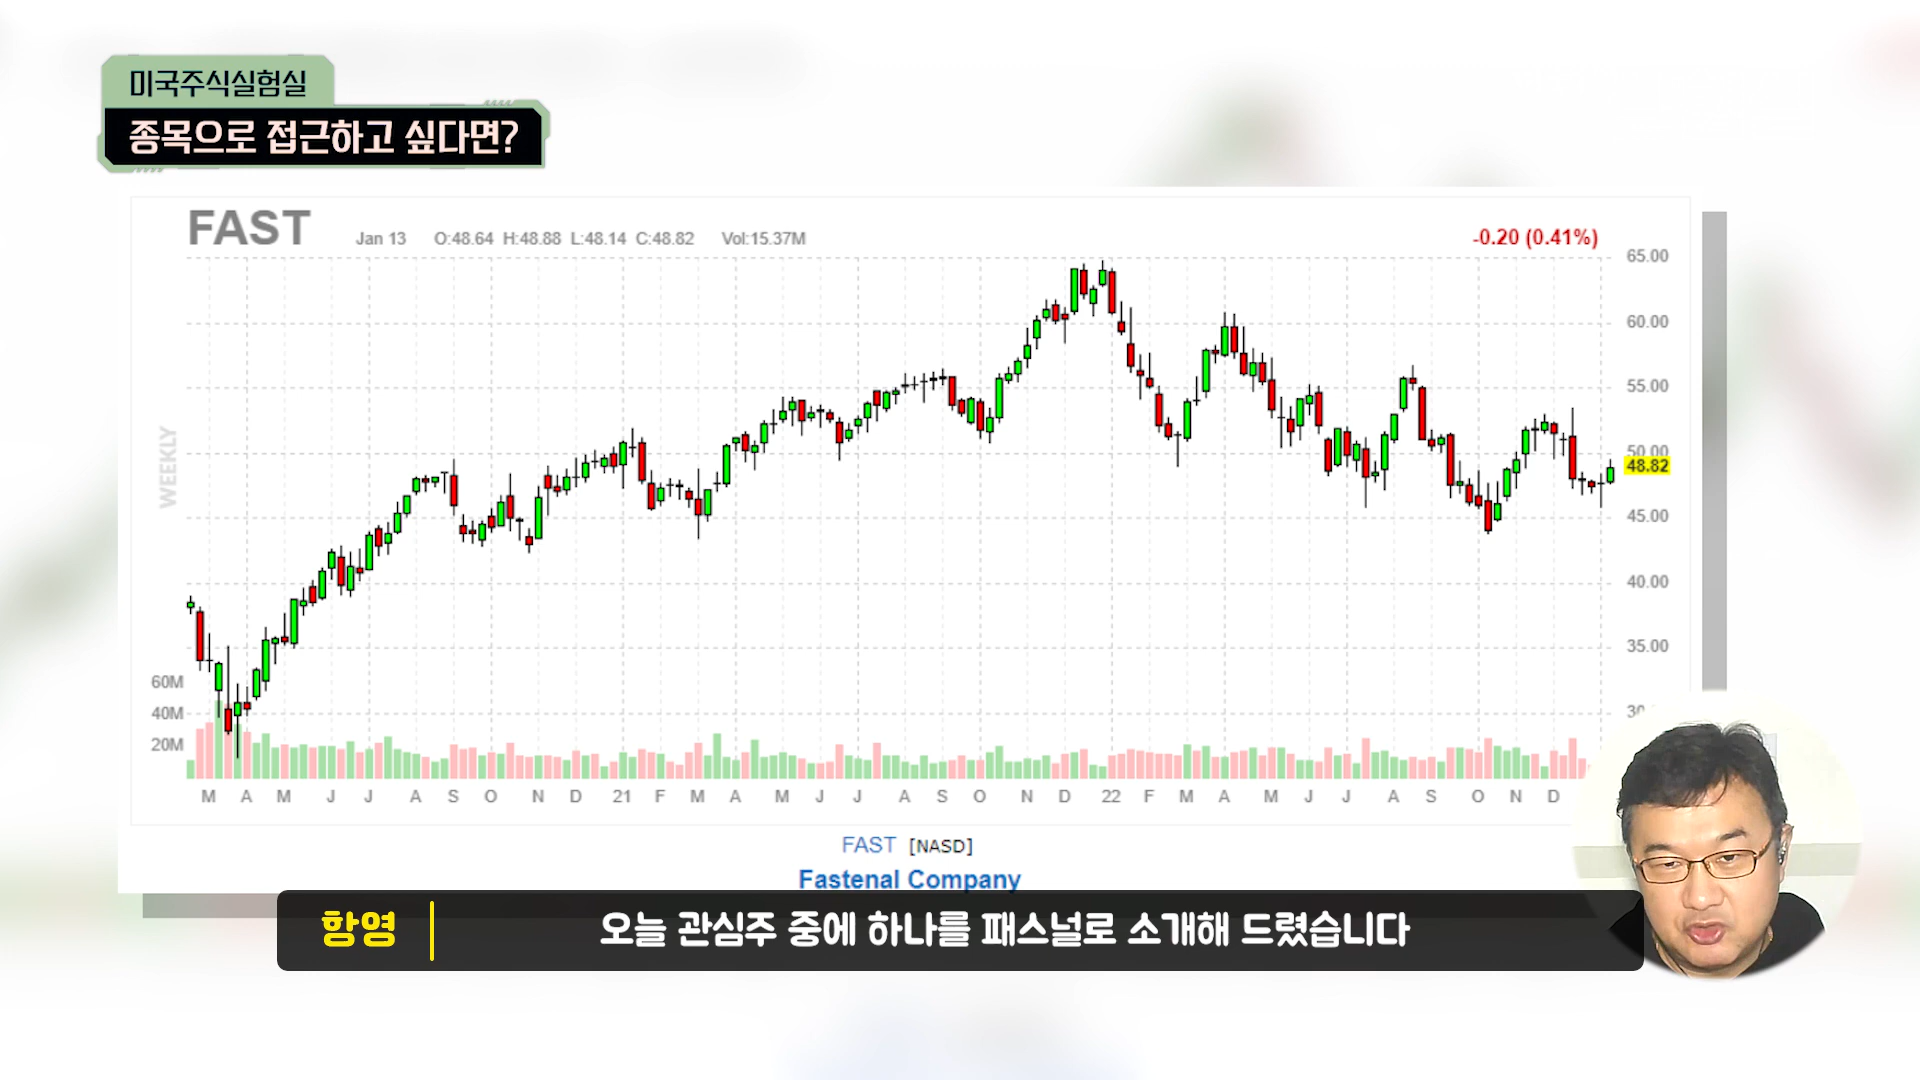 미국주식실험실
종목으로 접근하고 싶다면?
FAST Jan 13 O:48.64 H:48.88 L:48.14 C:48.82 Vol:15.37M -0.20 (0.41%)
65.00
60.00
55.00
50.00
48.82
45.00
40.00
35.00
WEEKLY
60M
40M
20M
M A M J J A S O N D 21 F M A M J J A S O N D 22 F M A M J J A S O N D
FAST [NASD]
Fastenal Company
항영 오늘 관심주 중에 하나를 패스널로 소개해 드렸습니다